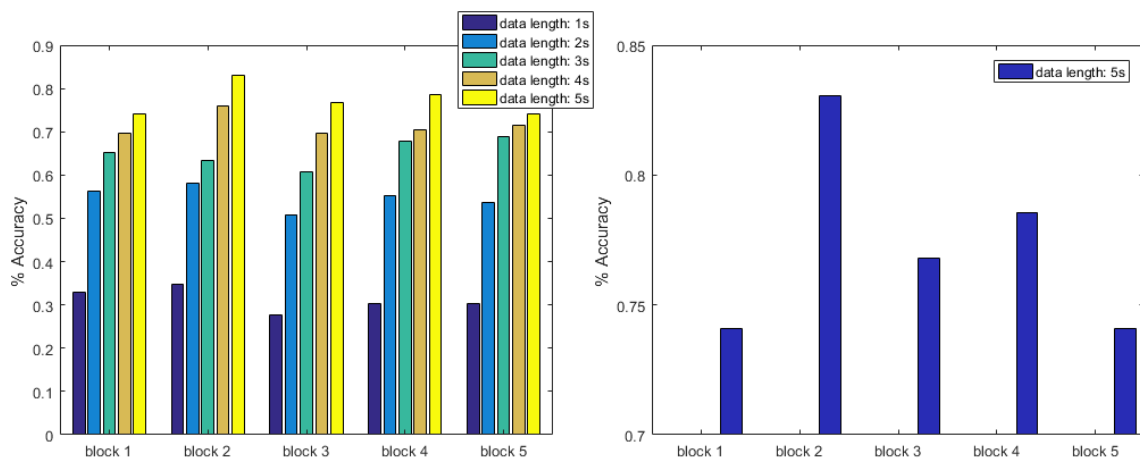 data length: 1s
data length: 2s
data length: 3s
data length: 4s
data length: 5s
% Accuracy
0.9
0.8
0.7
0.6
0.5
0.4
0.3
0.2
0.1
0
block 1 block 2 block 3 block 4 block 5
data length: 5s
% Accuracy
0.85
0.8
0.75
0.7
block 1 block 2 block 3 block 4 block 5